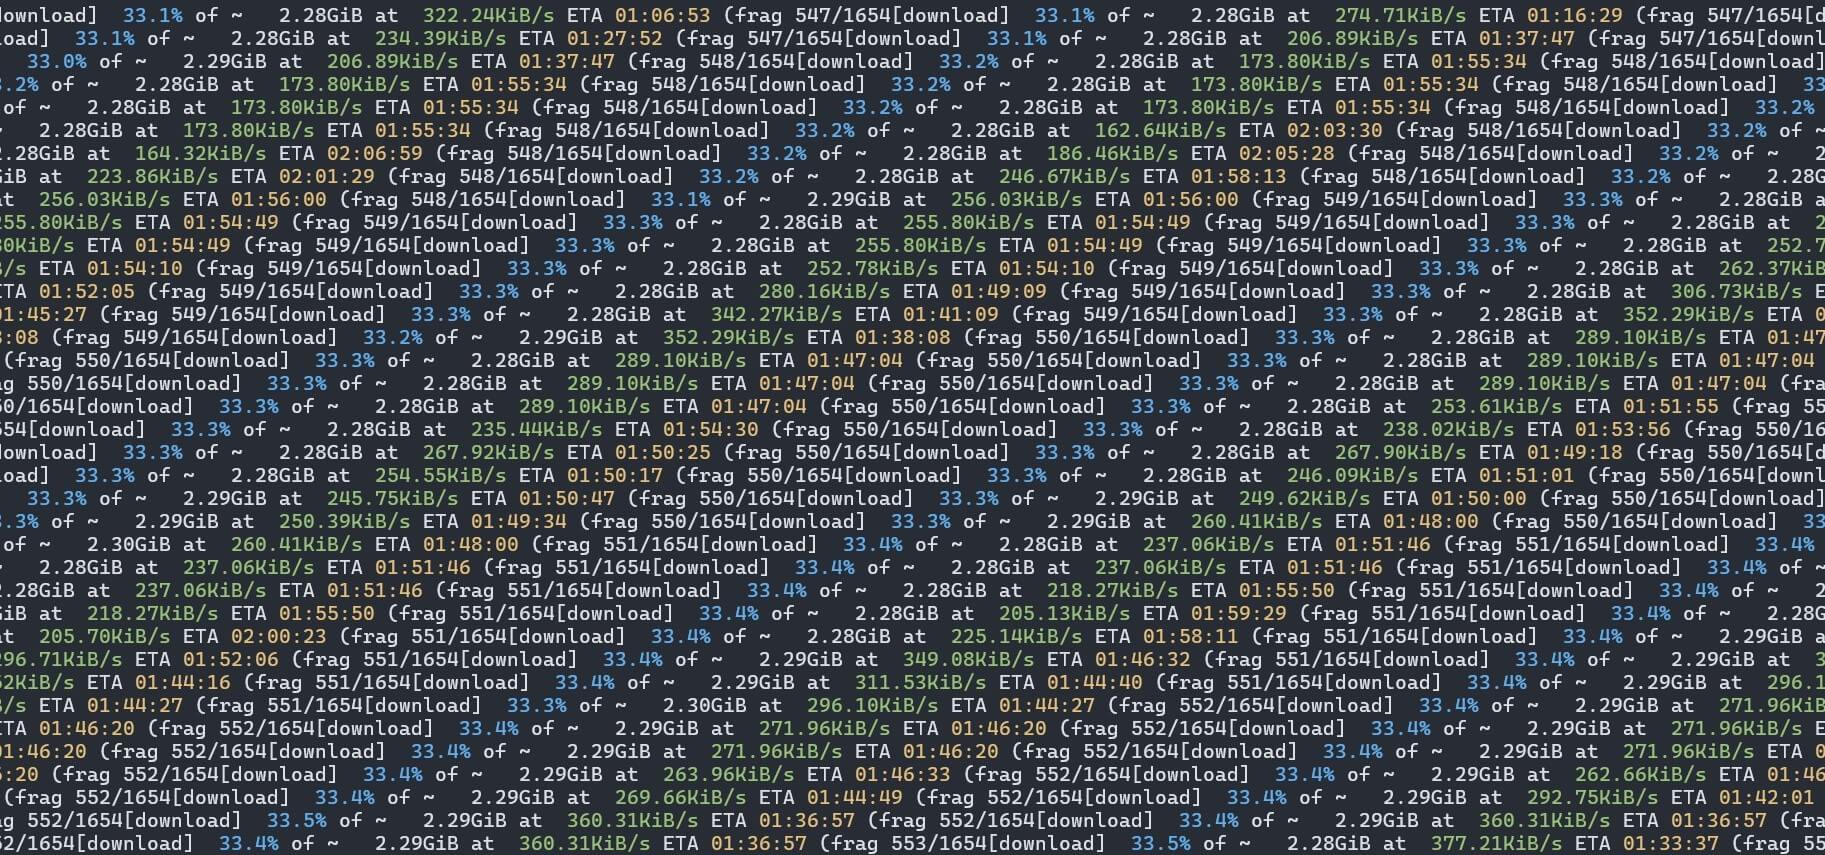 download]  33.1% of ~   2.28GiB at  322.24KiB/s ETA 01:06:53 (frag 547/1654[download]  33.1% of ~   2.28GiB at  274.71KiB/s ETA 01:16:29 (frag 547/1654[d
load]  33.1% of ~   2.28GiB at  234.39KiB/s ETA 01:27:52 (frag 547/1654[download]  33.1% of ~   2.28GiB at  206.89KiB/s ETA 01:37:47 (frag 547/1654[downl
33.0% of ~   2.29GiB at  206.89KiB/s ETA 01:37:47 (frag 548/1654[download]  33.2% of ~   2.28GiB at  173.80KiB/s ETA 01:55:34 (frag 548/1654[download]
.2% of ~   2.28GiB at  173.80KiB/s ETA 01:55:34 (frag 548/1654[download]  33.2% of ~   2.28GiB at  173.80KiB/s ETA 01:55:34 (frag 548/1654[download]  33
of ~   2.28GiB at  173.80KiB/s ETA 01:55:34 (frag 548/1654[download]  33.2% of ~   2.28GiB at  173.80KiB/s ETA 01:55:34 (frag 548/1654[download]  33.2%
2.28GiB at  173.80KiB/s ETA 01:55:34 (frag 548/1654[download]  33.2% of ~   2.28GiB at  162.64KiB/s ETA 02:03:30 (frag 548/1654[download]  33.2% of ~
.28GiB at  164.32KiB/s ETA 02:06:59 (frag 548/1654[download]  33.2% of ~   2.28GiB at  186.46KiB/s ETA 02:05:28 (frag 548/1654[download]  33.2% of ~   2
GiB at  223.86KiB/s ETA 02:01:29 (frag 548/1654[download]  33.2% of ~   2.28GiB at  246.67KiB/s ETA 01:58:13 (frag 548/1654[download]  33.2% of ~   2.28G
at  256.03KiB/s ETA 01:56:00 (frag 548/1654[download]  33.1% of ~   2.29GiB at  256.03KiB/s ETA 01:56:00 (frag 549/1654[download]  33.3% of ~   2.28GiB a
255.80KiB/s ETA 01:54:49 (frag 549/1654[download]  33.3% of ~   2.28GiB at  255.80KiB/s ETA 01:54:49 (frag 549/1654[download]  33.3% of ~   2.28GiB at  2
80KiB/s ETA 01:54:49 (frag 549/1654[download]  33.3% of ~   2.28GiB at  255.80KiB/s ETA 01:54:49 (frag 549/1654[download]  33.3% of ~   2.28GiB at  252.7
/s ETA 01:54:10 (frag 549/1654[download]  33.3% of ~   2.28GiB at  252.78KiB/s ETA 01:54:10 (frag 549/1654[download]  33.3% of ~   2.28GiB at  262.37KiB
ETA 01:52:05 (frag 549/1654[download]  33.3% of ~   2.28GiB at  280.16KiB/s ETA 01:49:09 (frag 549/1654[download]  33.3% of ~   2.28GiB at  306.73KiB/s E
01:45:27 (frag 549/1654[download]  33.3% of ~   2.28GiB at  342.27KiB/s ETA 01:41:09 (frag 549/1654[download]  33.3% of ~   2.28GiB at  352.29KiB/s ETA 0
8:08 (frag 549/1654[download]  33.2% of ~   2.29GiB at  352.29KiB/s ETA 01:38:08 (frag 550/1654[download]  33.3% of ~   2.28GiB at  289.10KiB/s ETA 01:47
(frag 550/1654[download]  33.3% of ~   2.28GiB at  289.10KiB/s ETA 01:47:04 (frag 550/1654[download]  33.3% of ~   2.28GiB at  289.10KiB/s ETA 01:47:04
ag 550/1654[download]  33.3% of ~   2.28GiB at  289.10KiB/s ETA 01:47:04 (frag 550/1654[download]  33.3% of ~   2.28GiB at  289.10KiB/s ETA 01:47:04 (fra
50/1654[download]  33.3% of ~   2.28GiB at  289.10KiB/s ETA 01:47:04 (frag 550/1654[download]  33.3% of ~   2.28GiB at  253.61KiB/s ETA 01:51:55 (frag 55
654[download]  33.3% of ~   2.28GiB at  235.44KiB/s ETA 01:54:30 (frag 550/1654[download]  33.3% of ~   2.28GiB at  238.02KiB/s ETA 01:53:56 (frag 550/16
download]  33.3% of ~   2.28GiB at  267.92KiB/s ETA 01:50:25 (frag 550/1654[download]  33.3% of ~   2.28GiB at  267.90KiB/s ETA 01:49:18 (frag 550/1654[d
load]  33.3% of ~   2.28GiB at  254.55KiB/s ETA 01:50:17 (frag 550/1654[download]  33.3% of ~   2.28GiB at  246.09KiB/s ETA 01:51:01 (frag 550/1654[downl
33.3% of ~   2.29GiB at  245.75KiB/s ETA 01:50:47 (frag 550/1654[download]  33.3% of ~   2.29GiB at  249.62KiB/s ETA 01:50:00 (frag 550/1654[download]
.3% of ~   2.29GiB at  250.39KiB/s ETA 01:49:34 (frag 550/1654[download]  33.3% of ~   2.29GiB at  260.41KiB/s ETA 01:48:00 (frag 550/1654[download]  33
of ~   2.30GiB at  260.41KiB/s ETA 01:48:00 (frag 551/1654[download]  33.4% of ~   2.28GiB at  237.06KiB/s ETA 01:51:46 (frag 551/1654[download]  33.4%
2.28GiB at  237.06KiB/s ETA 01:51:46 (frag 551/1654[download]  33.4% of ~   2.28GiB at  237.06KiB/s ETA 01:51:46 (frag 551/1654[download]  33.4% of ~
.28GiB at  237.06KiB/s ETA 01:51:46 (frag 551/1654[download]  33.4% of ~   2.28GiB at  218.27KiB/s ETA 01:55:50 (frag 551/1654[download]  33.4% of ~   2
GiB at  218.27KiB/s ETA 01:55:50 (frag 551/1654[download]  33.4% of ~   2.28GiB at  205.13KiB/s ETA 01:59:29 (frag 551/1654[download]  33.4% of ~   2.28G
at  205.70KiB/s ETA 02:00:23 (frag 551/1654[download]  33.4% of ~   2.28GiB at  225.14KiB/s ETA 01:58:11 (frag 551/1654[download]  33.4% of ~   2.29GiB a
296.71KiB/s ETA 01:52:06 (frag 551/1654[download]  33.4% of ~   2.29GiB at  349.08KiB/s ETA 01:46:32 (frag 551/1654[download]  33.4% of ~   2.29GiB at  3
52KiB/s ETA 01:44:16 (frag 551/1654[download]  33.4% of ~   2.29GiB at  311.53KiB/s ETA 01:44:40 (frag 551/1654[download]  33.4% of ~   2.29GiB at  296.1
/s ETA 01:44:27 (frag 551/1654[download]  33.3% of ~   2.30GiB at  296.10KiB/s ETA 01:44:27 (frag 552/1654[download]  33.4% of ~   2.29GiB at  271.96KiB
ETA 01:46:20 (frag 552/1654[download]  33.4% of ~   2.29GiB at  271.96KiB/s ETA 01:46:20 (frag 552/1654[download]  33.4% of ~   2.29GiB at  271.96KiB/s E
01:46:20 (frag 552/1654[download]  33.4% of ~   2.29GiB at  271.96KiB/s ETA 01:46:20 (frag 552/1654[download]  33.4% of ~   2.29GiB at  271.96KiB/s ETA 0
6:20 (frag 552/1654[download]  33.4% of ~   2.29GiB at  263.96KiB/s ETA 01:46:33 (frag 552/1654[download]  33.4% of ~   2.29GiB at  262.66KiB/s ETA 01:46
(frag 552/1654[download]  33.4% of ~   2.29GiB at  269.66KiB/s ETA 01:44:49 (frag 552/1654[download]  33.4% of ~   2.29GiB at  292.75KiB/s ETA 01:42:01
ag 552/1654[download]  33.5% of ~   2.29GiB at  360.31KiB/s ETA 01:36:57 (frag 552/1654[download]  33.4% of ~   2.29GiB at  360.31KiB/s ETA 01:36:57 (fra
52/1654[download]  33.4% of ~   2.29GiB at  360.31KiB/s ETA 01:36:57 (frag 553/1654[download]  33.5% of ~   2.28GiB at  377.21KiB/s ETA 01:33:37 (frag 55